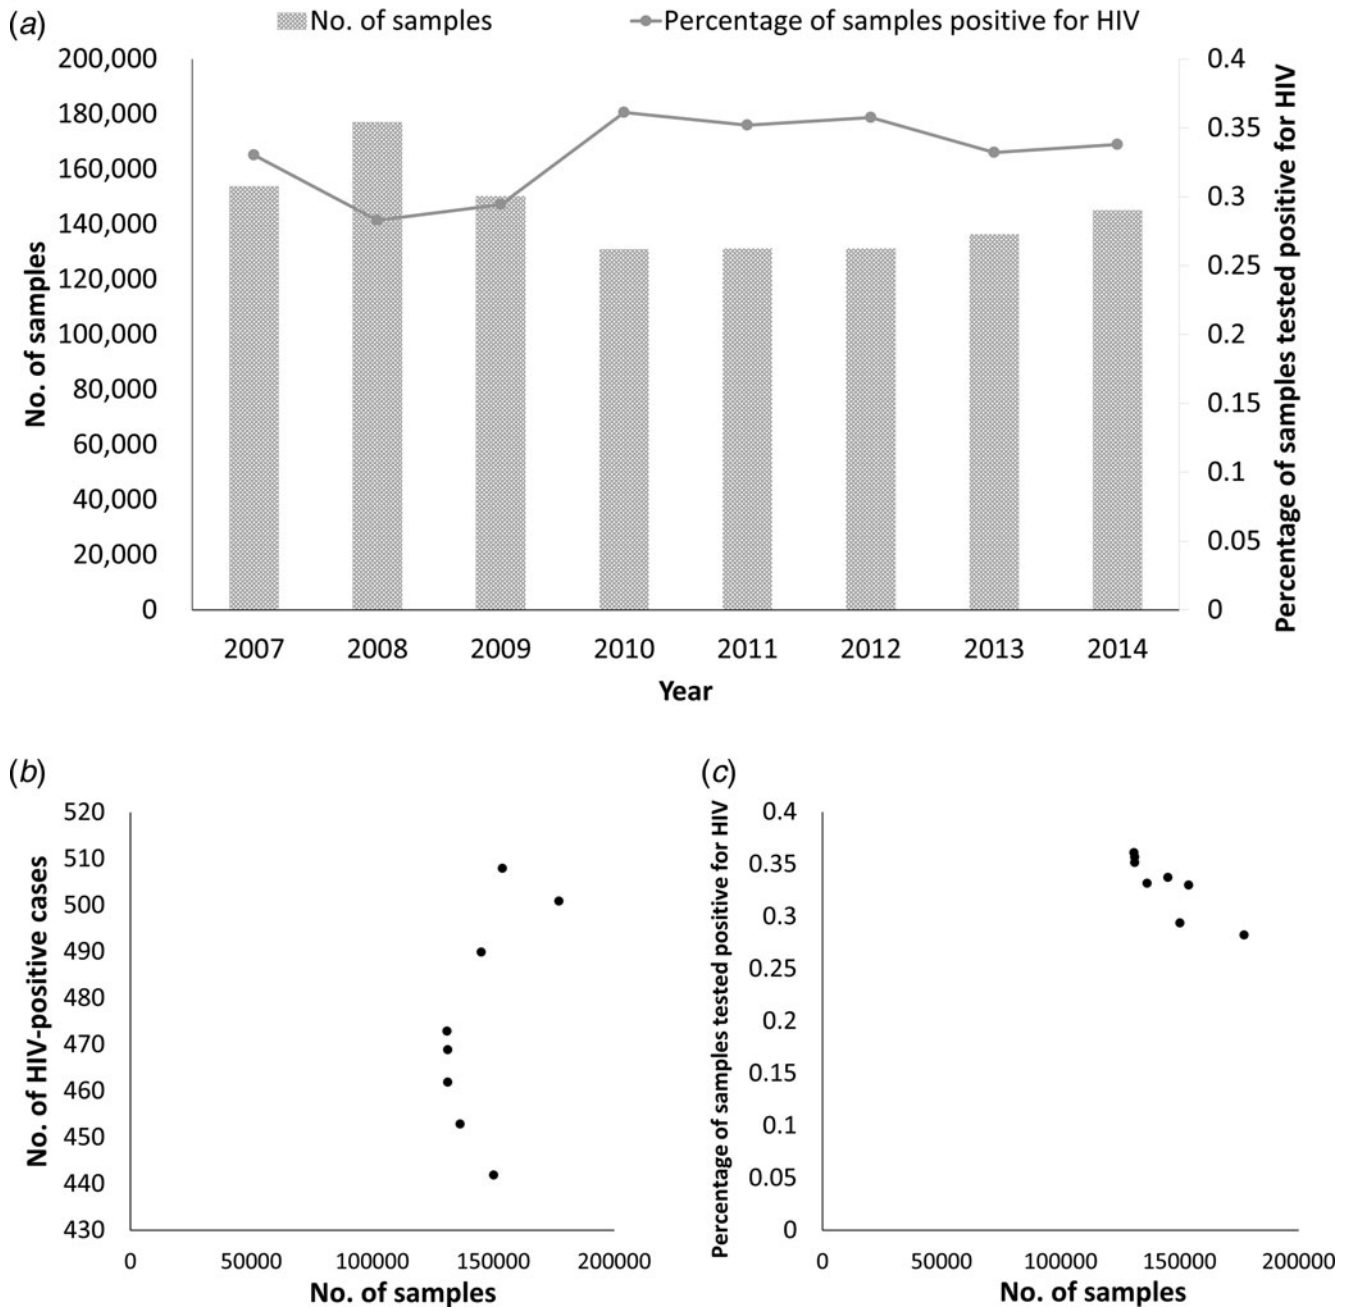 (a)
No. of samples
Percentage of samples positive for HIV
200,000
180,000
160,000
140,000
120,000
100,000
80,000
60,000
40,000
20,000
0
No. of samples
0.4
0.35
0.3
0.25
0.2
0.15
0.1
0.05
0
Percentage of samples tested positive for HIV
2007 2008 2009 2010 2011 2012 2013 2014
Year
(b)
520
510
500
490
480
470
460
450
440
430
No. of HIV-positive cases
0 50000 100000 150000 200000
No. of samples
(c)
0.4
0.35
0.3
0.25
0.2
0.15
0.1
0.05
0
Percentage of samples tested positive for HIV
0 50000 100000 150000 200000
No. of samples